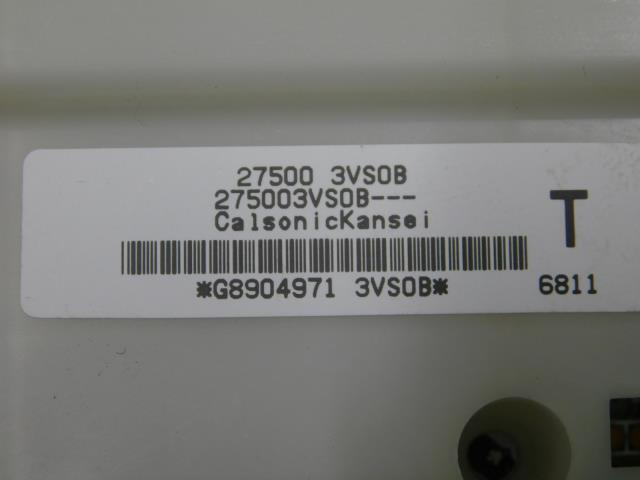 27500 3VS0B
275003VS0B---
CalsonicKansei
T
*G8904971 3VS0B*
6811